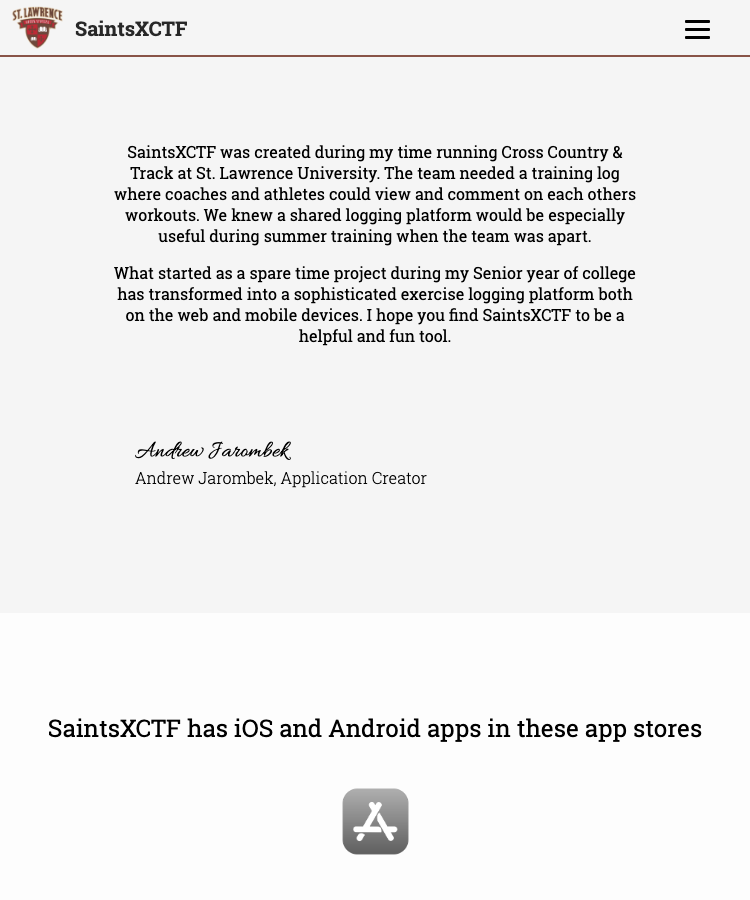 ST. LAWRENCE
SaintsXCTF
SaintsXCTF was created during my time running Cross Country &
Track at St. Lawrence University. The team needed a training log
where coaches and athletes could view and comment on each others
workouts. We knew a shared logging platform would be especially
useful during summer training when the team was apart.
What started as a spare time project during my Senior year of college
has transformed into a sophisticated exercise logging platform both
on the web and mobile devices. I hope you find SaintsXCTF to be a
helpful and fun tool.
Andrew Jarombek
Andrew Jarombek, Application Creator
SaintsXCTF has iOS and Android apps in these app stores